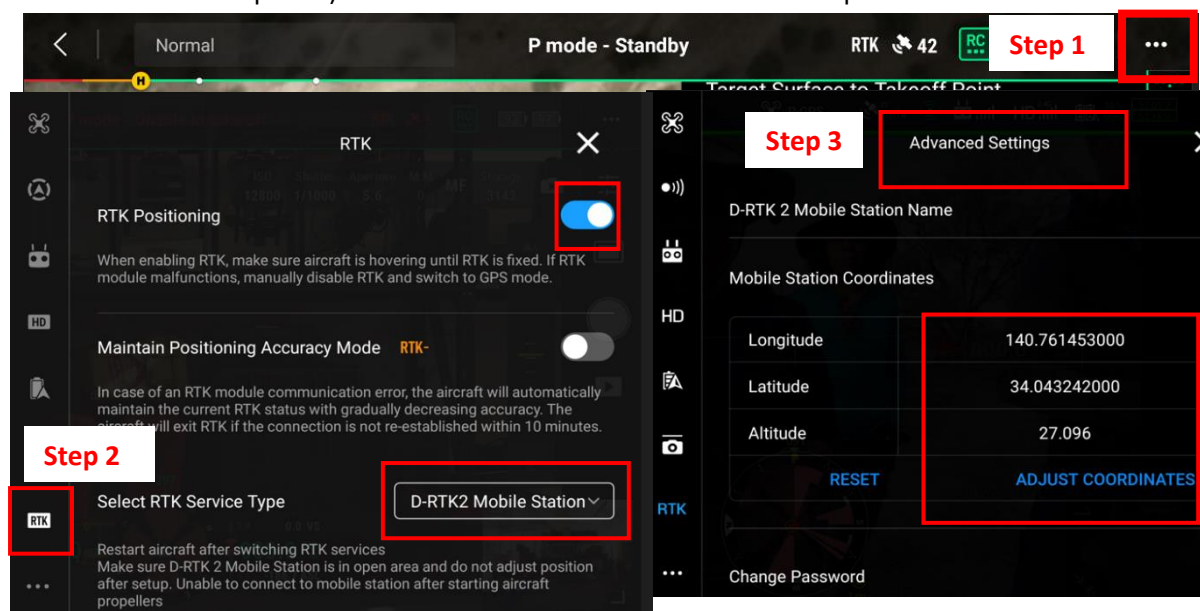 Normal
P mode - Standby
RTK 42
RC
Step 1
...
H
Target Surface to Takeoff Point
RTK
RTK Positioning
When enabling RTK, make sure aircraft is hovering until RTK is fixed. If RTK
module malfunctions, manually disable RTK and switch to GPS mode.
HD
Maintain Positioning Accuracy Mode RTK-
In case of an RTK module communication error, the aircraft will automatically
maintain the current RTK status with gradually decreasing accuracy. The
aircraft will exit RTK if the connection is not re-established within 10 minutes.
Step 2
Select RTK Service Type
D-RTK2 Mobile Station
RTK
Restart aircraft after switching RTK services
Make sure D-RTK 2 Mobile Station is in open area and do not adjust position
after setup. Unable to connect to mobile station after starting aircraft
propellers
Step 3
Advanced Settings
D-RTK 2 Mobile Station Name
Mobile Station Coordinates
HD
Longitude 140.761453000
Latitude 34.043242000
Altitude 27.096
RESET ADJUST COORDINATES
RTK
Change Password